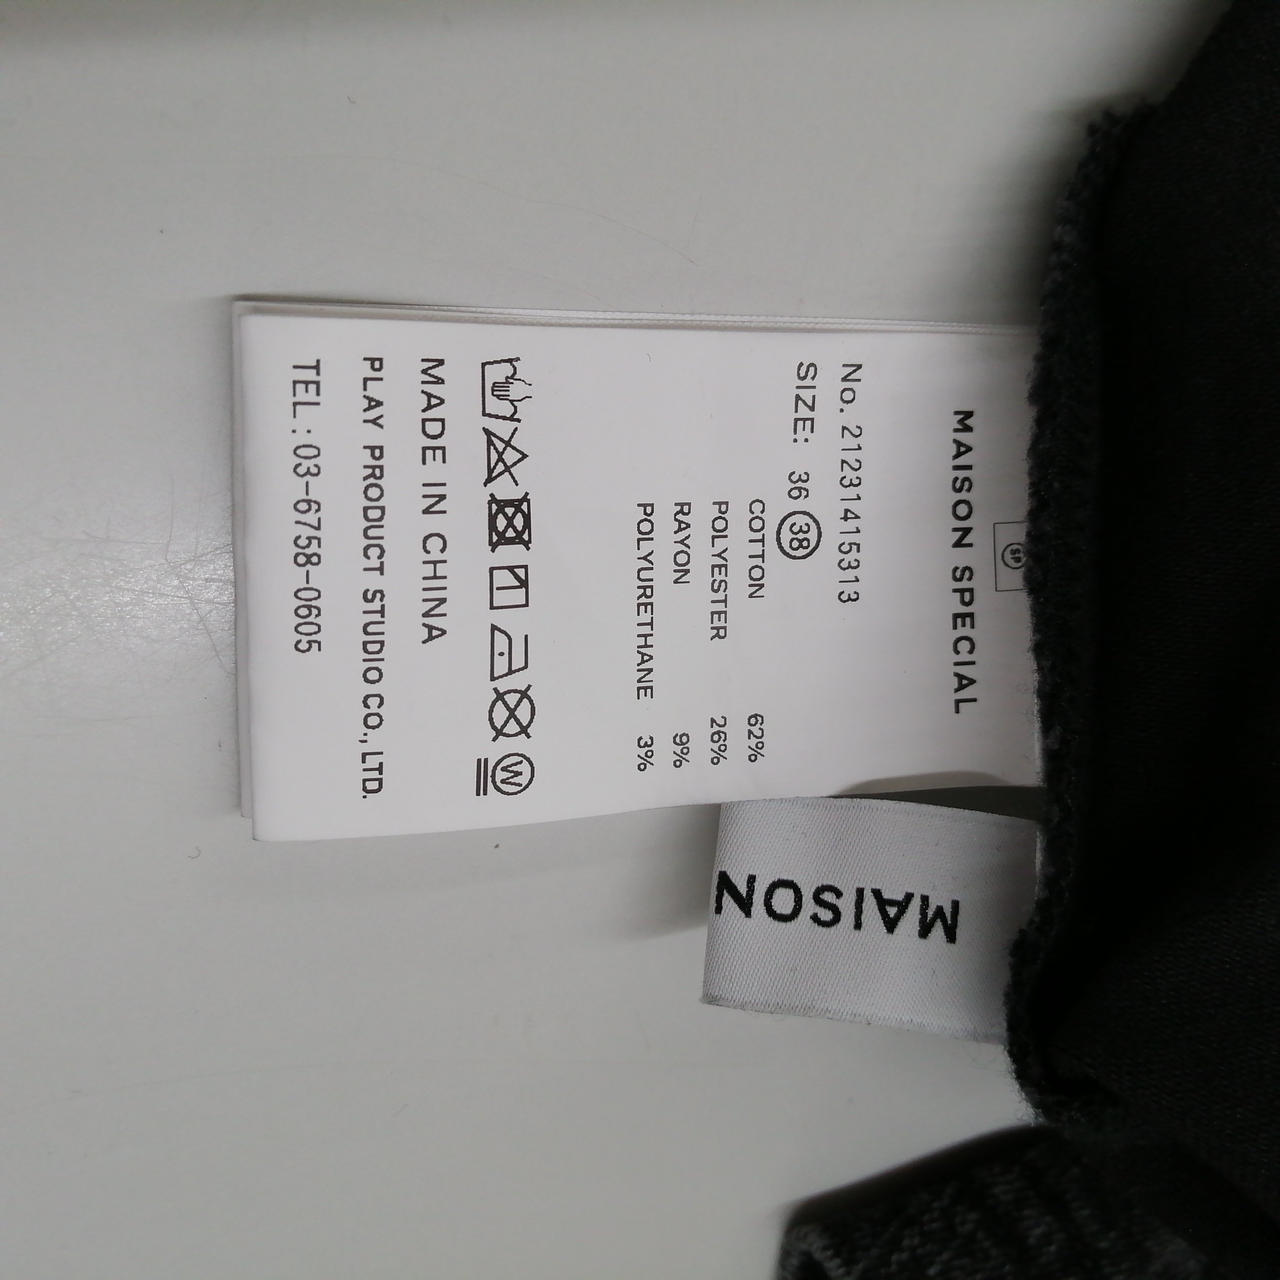 SP
MAISON SPECIAL
No. 21231415313
SIZE: 36 38
COTTON 62%
POLYESTER 26%
RAYON 9%
POLYURETHANE 3%
W
MADE IN CHINA
PLAY PRODUCT STUDIO CO., LTD.
TEL : 03-6758-0605
MAISON